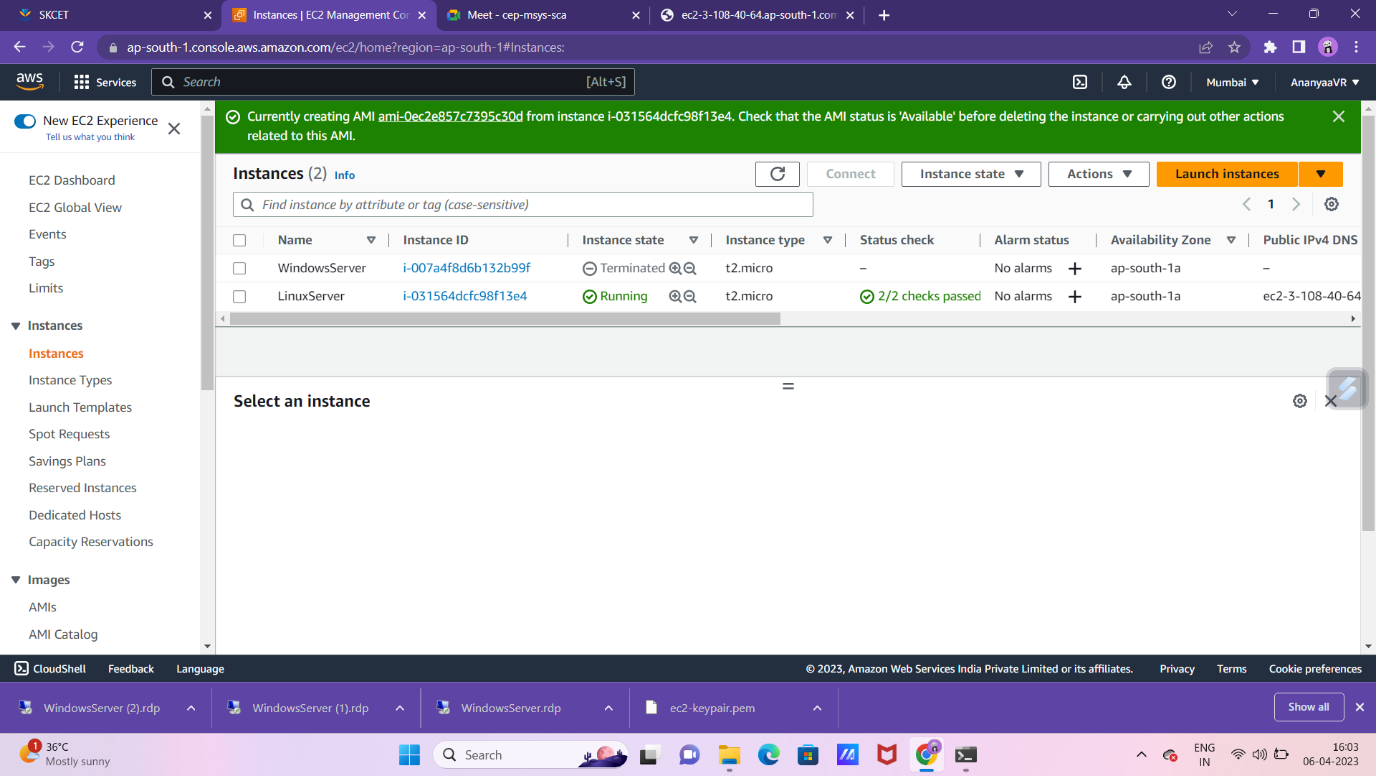 SKCET
Instances | EC2 Management Cor
Meet - cep-msys-sca
ec2-3-108-40-64.ap-south-1.com
ap-south-1.console.aws.amazon.com/ec2/home?region=ap-south-1#Instances:
aws
Services
Search
[Alt+S]
Mumbai
AnanyaaVR
New EC2 Experience
Tell us what you think
EC2 Dashboard
EC2 Global View
Events
Tags
Limits
Instances
Instances
Instance Types
Launch Templates
Spot Requests
Savings Plans
Reserved Instances
Dedicated Hosts
Capacity Reservations
Images
AMIs
AMI Catalog
Currently creating AMI ami-0ec2e857c7395c30d from instance i-031564dcfc98f13e4. Check that the AMI status is 'Available' before deleting the instance or carrying out other actions
related to this AMI.
Instances (2) Info
Connect
Instance state
Actions
Launch instances
Find instance by attribute or tag (case-sensitive)
1
Name Instance ID Instance state Instance type Status check Alarm status Availability Zone Public IPv4 DNS
WindowsServer i-007a4f8d6b132b99f Terminated t2.micro – No alarms + ap-south-1a –
LinuxServer i-031564dcfc98f13e4 Running t2.micro 2/2 checks passed No alarms + ap-south-1a ec2-3-108-40-64
Select an instance
CloudShell Feedback Language
© 2023, Amazon Web Services India Private Limited or its affiliates. Privacy Terms Cookie preferences
WindowsServer (2).rdp
WindowsServer (1).rdp
WindowsServer.rdp
ec2-keypair.pem
Show all
1
36°C
Mostly sunny
Search
ENG
IN
16:03
06-04-2023